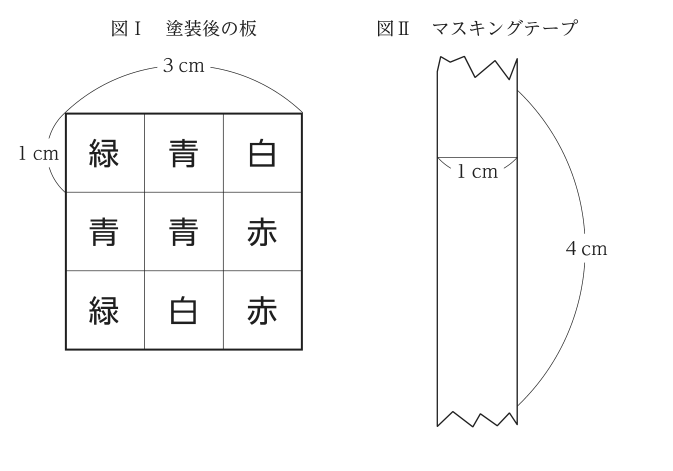 図Ⅰ 塗装後の板
3 cm
1 cm
緑 青 白
青 青 赤
緑 白 赤
図Ⅱ マスキングテープ
1 cm
4 cm